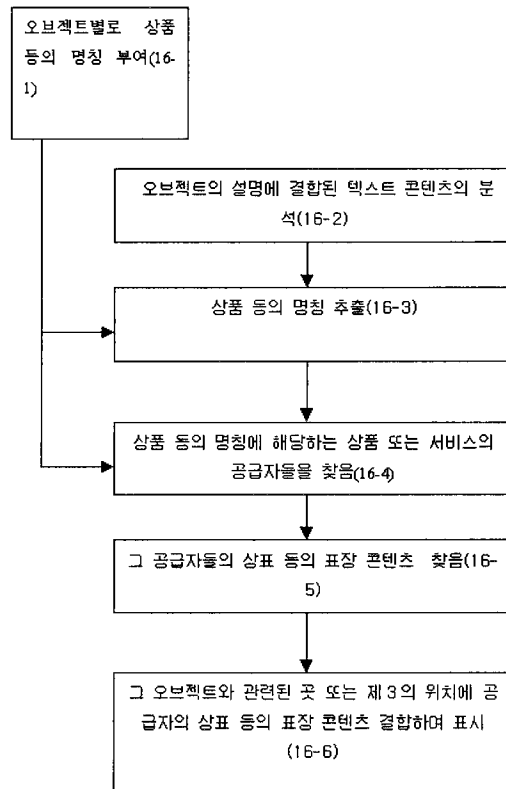 오브젝트별로 상품
등의 명칭 부여(16-
1)
오브젝트의 설명에 결합된 텍스트 콘텐츠의 분
석(16-2)
상품 등의 명칭 추출(16-3)
상품 등의 명칭에 해당하는 상품 또는 서비스의
공급자들을 찾음(16-4)
그 공급자들의 상표 등의 표장 콘텐츠 찾음(16-
5)
그 오브젝트와 관련된 곳 또는 제3의 위치에 공
급자의 상표 등의 표장 콘텐츠 결합하며 표시
(16-6)